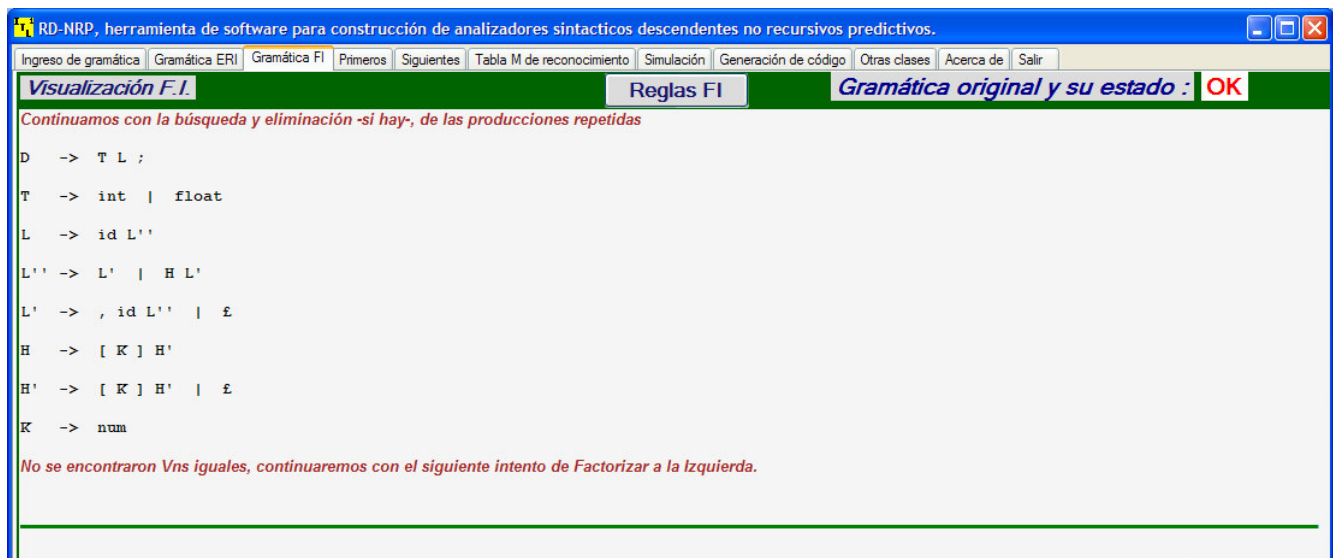 RD-NRP, herramienta de software para construcción de analizadores sintacticos descendentes no recursivos predictivos.
Ingreso de gramática Gramática ERI Gramática FI Primeros Siguientes Tabla M de reconocimiento Simulación Generación de código Otras clases Acerca de Salir
Visualización F.I. Reglas FI Gramática original y su estado : OK
Continuamos con la búsqueda y eliminación -si hay-, de las producciones repetidas
D -> T L ;
T -> int | float
L -> id L''
L'' -> L' | H L'
L' -> , id L'' | £
H -> [ K ] H'
H' -> [ K ] H' | £
K -> num
No se encontraron Vns iguales, continuaremos con el siguiente intento de Factorizar a la Izquierda.